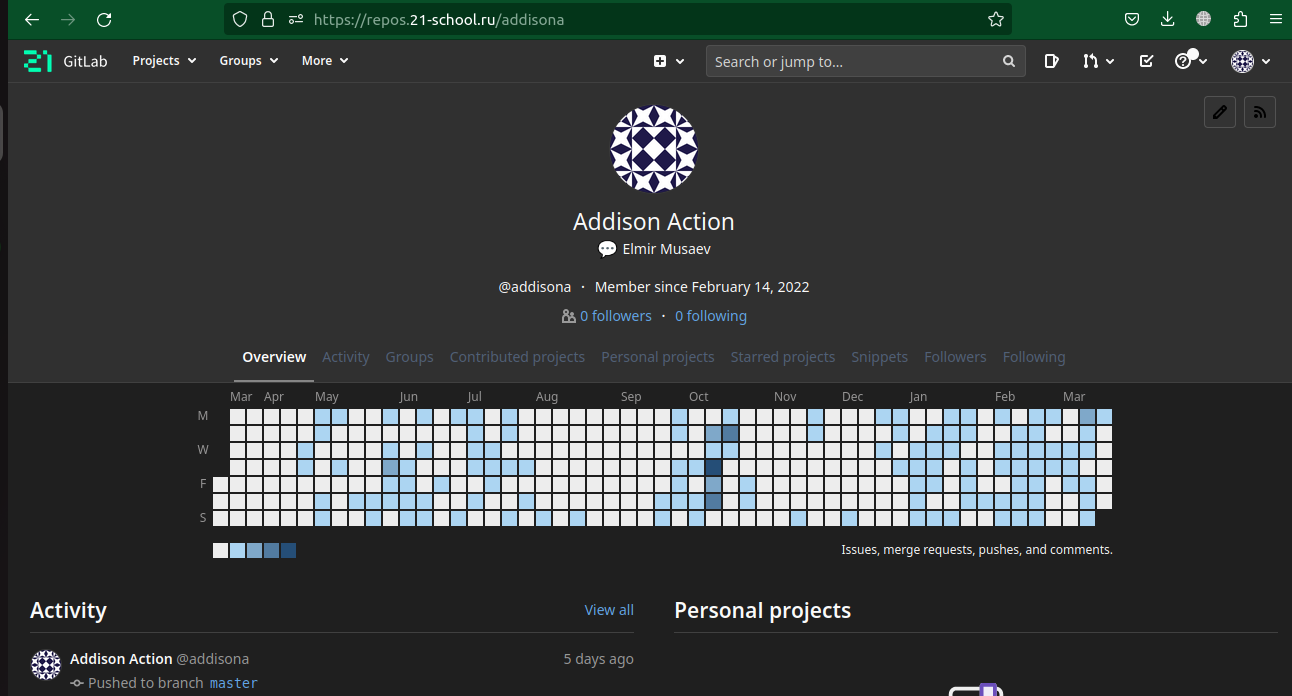 https://repos.21-school.ru/addisona
21 GitLab Projects Groups More Search or jump to...
Addison Action
Elmir Musaev
@addisona · Member since February 14, 2022
0 followers · 0 following
Overview Activity Groups Contributed projects Personal projects Starred projects Snippets Followers Following
Mar Apr May Jun Jul Aug Sep Oct Nov Dec Jan Feb Mar
M
W
F
S
Issues, merge requests, pushes, and comments.
Activity View all
Personal projects
Addison Action @addisona 5 days ago
Pushed to branch master